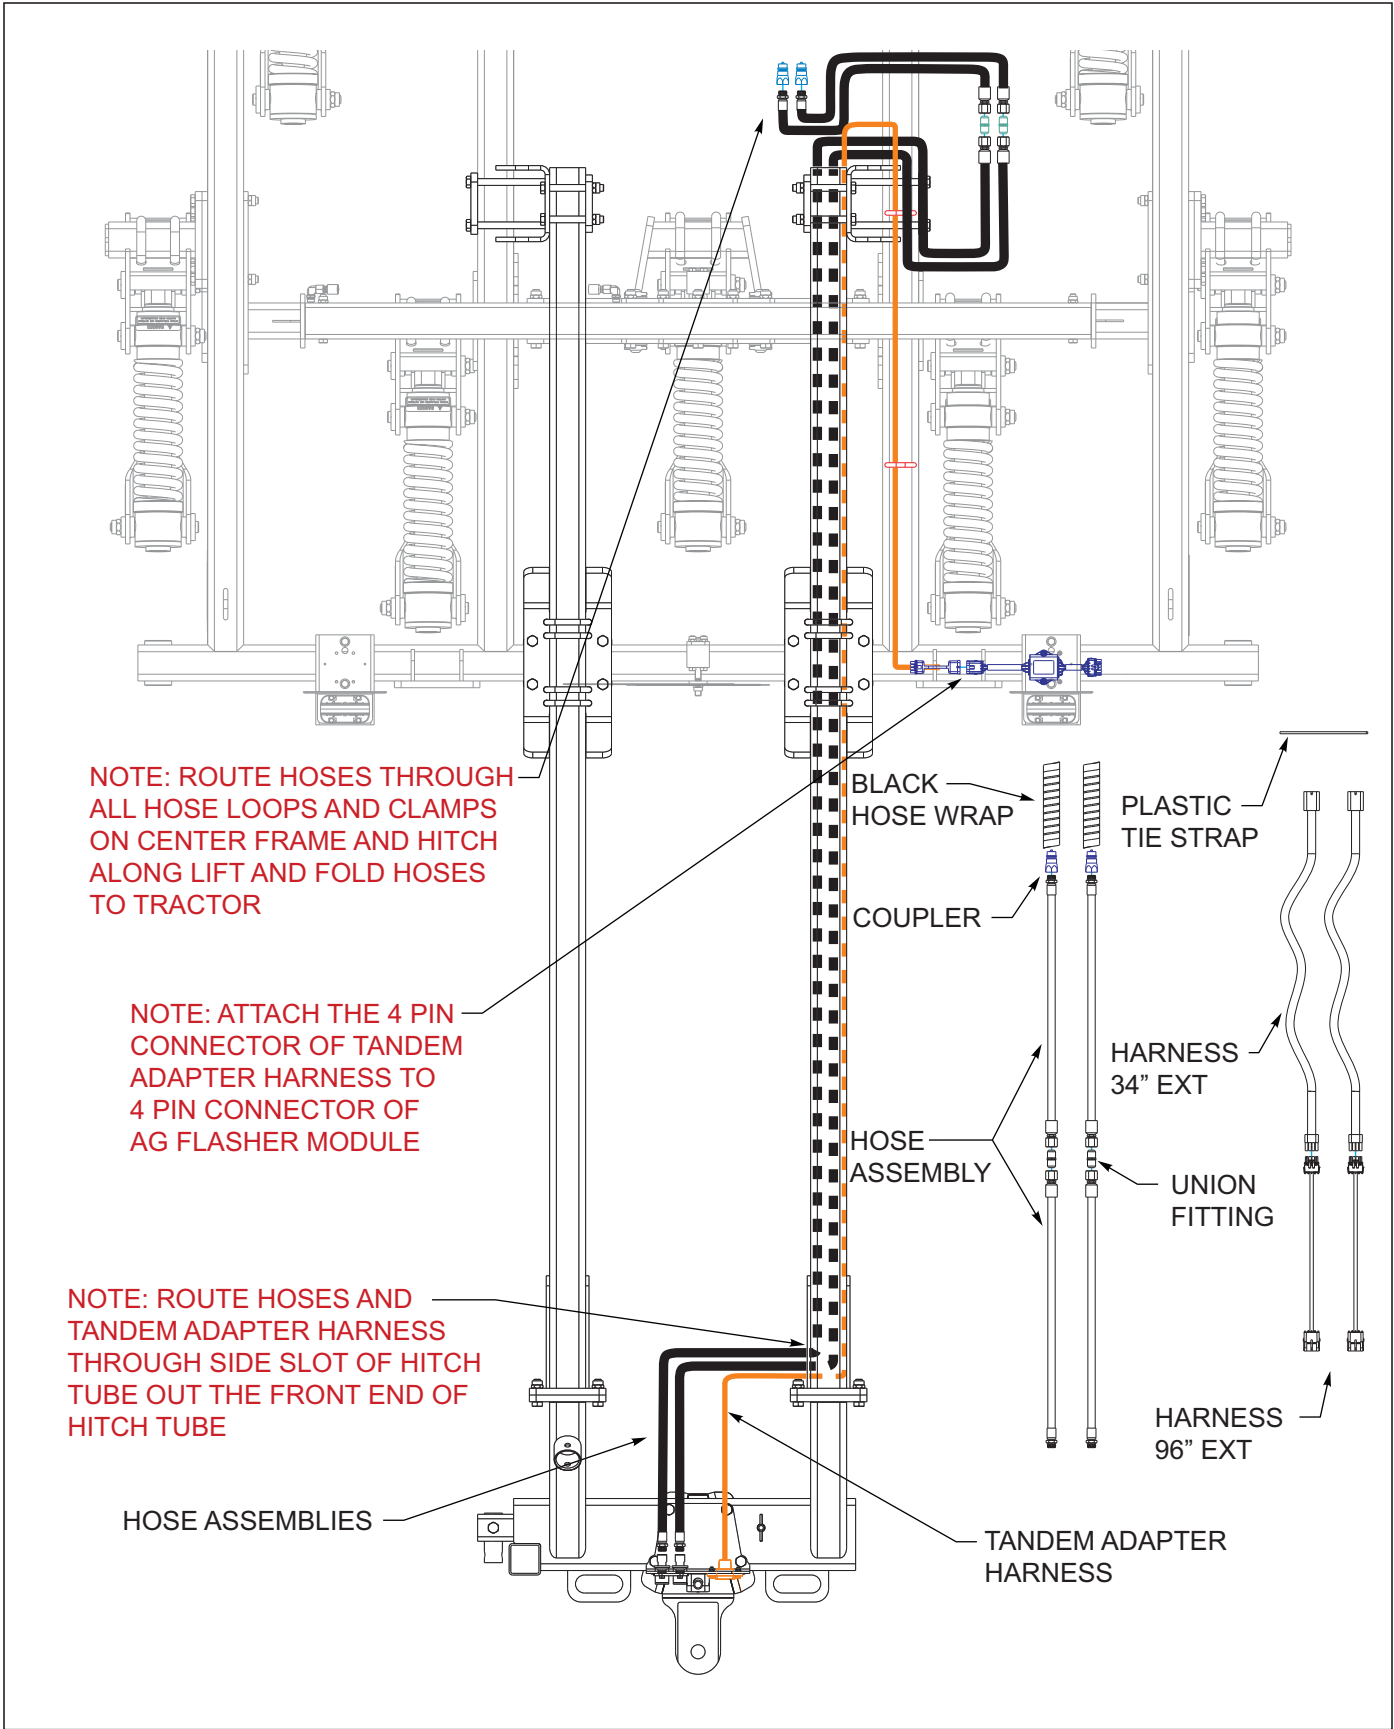 NOTE: ROUTE HOSES THROUGH
ALL HOSE LOOPS AND CLAMPS
ON CENTER FRAME AND HITCH
ALONG LIFT AND FOLD HOSES
TO TRACTOR
BLACK
HOSE WRAP
PLASTIC
TIE STRAP
COUPLER
NOTE: ATTACH THE 4 PIN
CONNECTOR OF TANDEM
ADAPTER HARNESS TO
4 PIN CONNECTOR OF
AG FLASHER MODULE
HARNESS
34” EXT
HOSE
ASSEMBLY
UNION
FITTING
NOTE: ROUTE HOSES AND
TANDEM ADAPTER HARNESS
THROUGH SIDE SLOT OF HITCH
TUBE OUT THE FRONT END OF
HITCH TUBE
HARNESS
96” EXT
HOSE ASSEMBLIES
TANDEM ADAPTER
HARNESS